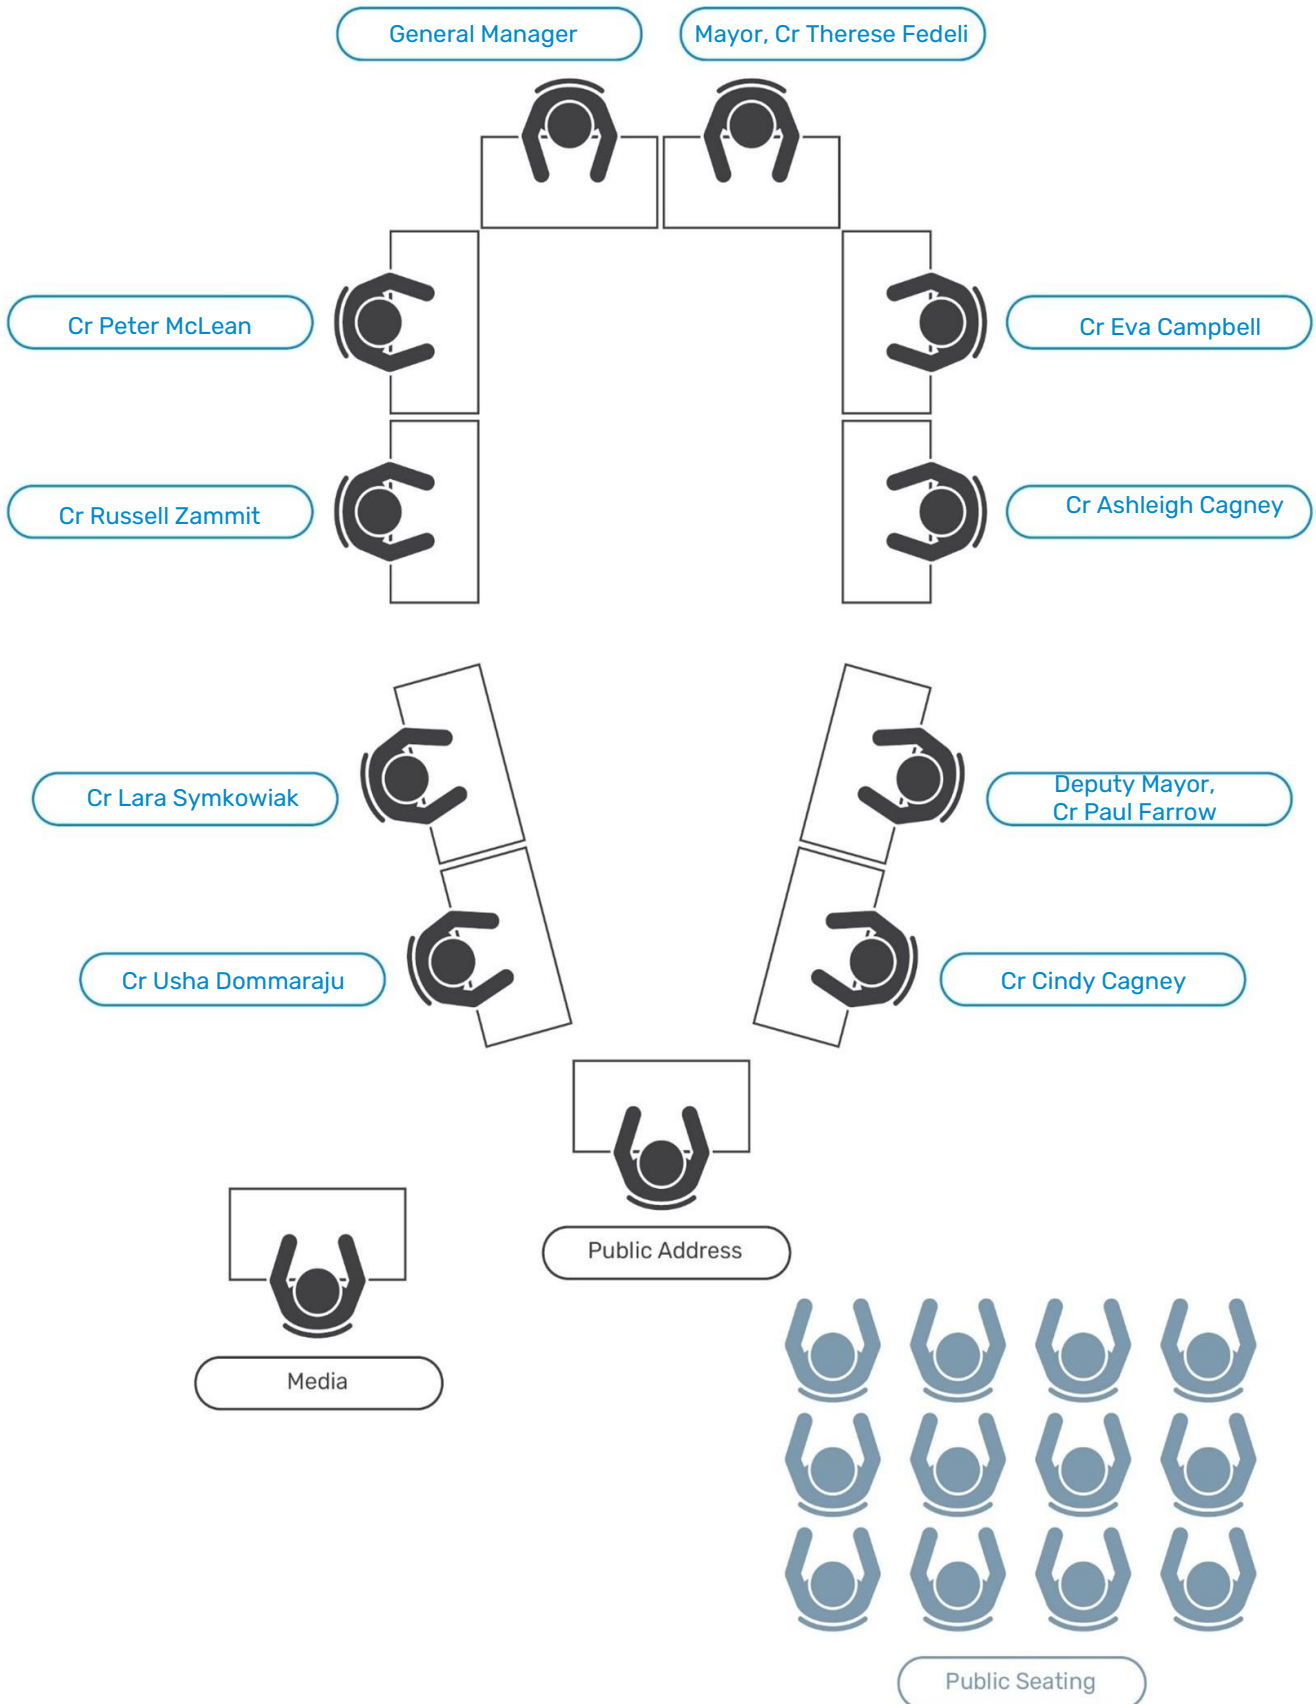 General Manager
Mayor, Cr Therese Fedeli
Cr Peter McLean
Cr Eva Campbell
Cr Russell Zammit
Cr Ashleigh Cagney
Cr Lara Symkowiak
Deputy Mayor,
Cr Paul Farrow
Cr Usha Dommaraju
Cr Cindy Cagney
Public Address
Media
Public Seating